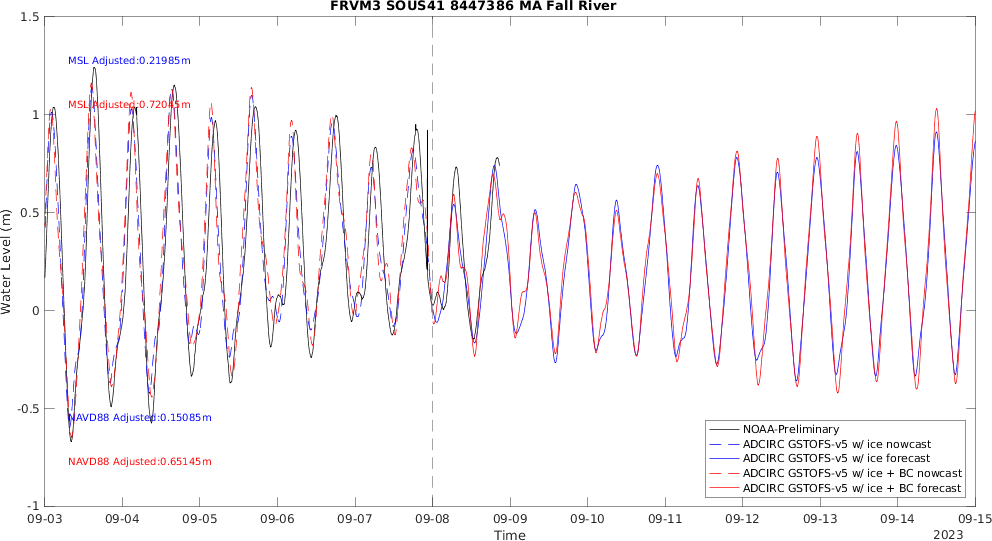 FRVM3 SOUS41 8447386 MA Fall River
1.5
1
0.5
0
-0.5
-1
Water Level (m)
MSL Adjusted:0.21985m
MSL Adjusted:0.72045m
NAVD88 Adjusted:0.15085m
NAVD88 Adjusted:0.65145m
NOAA-Preliminary
ADCIRC GSTOFS-v5 w/ ice nowcast
ADCIRC GSTOFS-v5 w/ ice forecast
ADCIRC GSTOFS-v5 w/ ice + BC nowcast
ADCIRC GSTOFS-v5 w/ ice + BC forecast
09-03 09-04 09-05 09-06 09-07 09-08 09-09 09-10 09-11 09-12 09-13 09-14 09-15
Time
2023